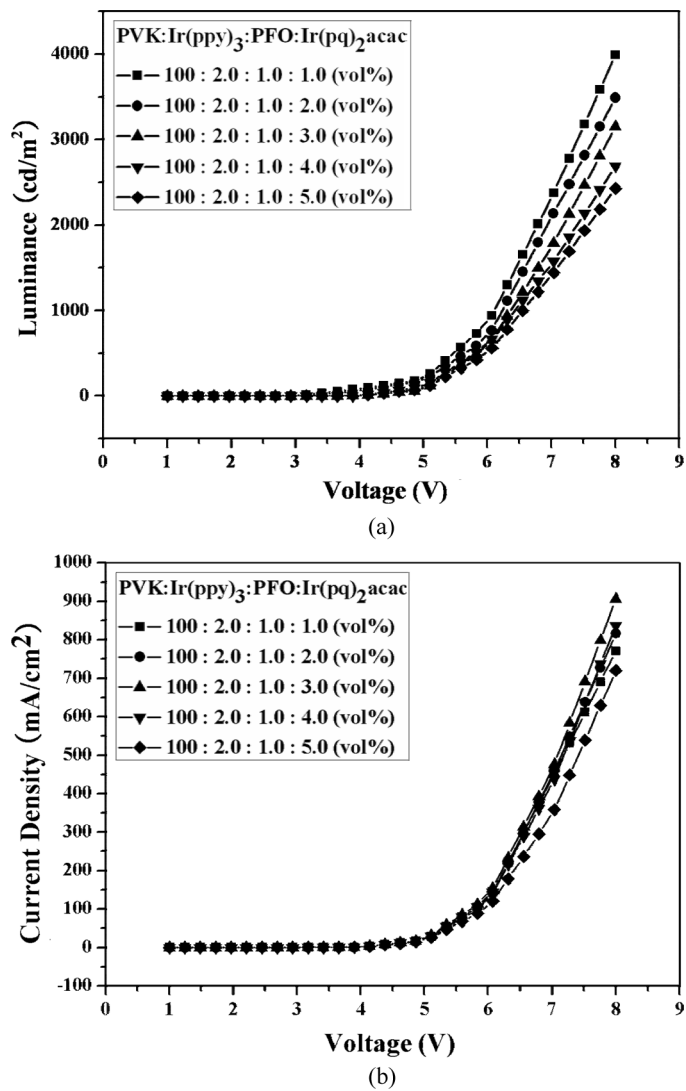 PVK:Ir(ppy)3:PFO:Ir(pq)2acac
100 : 2.0 : 1.0 : 1.0 (vol%)
100 : 2.0 : 1.0 : 2.0 (vol%)
100 : 2.0 : 1.0 : 3.0 (vol%)
100 : 2.0 : 1.0 : 4.0 (vol%)
100 : 2.0 : 1.0 : 5.0 (vol%)
Luminance (cd/m²)
4000
3000
2000
1000
0
0 1 2 3 4 5 6 7 8 9
Voltage (V)
(a)
PVK:Ir(ppy)3:PFO:Ir(pq)2acac
100 : 2.0 : 1.0 : 1.0 (vol%)
100 : 2.0 : 1.0 : 2.0 (vol%)
100 : 2.0 : 1.0 : 3.0 (vol%)
100 : 2.0 : 1.0 : 4.0 (vol%)
100 : 2.0 : 1.0 : 5.0 (vol%)
Current Density (mA/cm²)
1000
900
800
700
600
500
400
300
200
100
0
-100
0 1 2 3 4 5 6 7 8 9
Voltage (V)
(b)